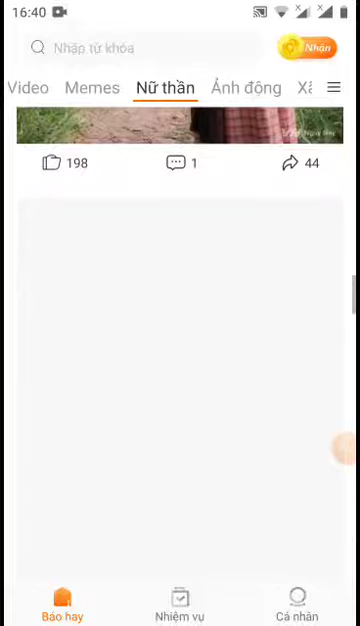 16:40
Nhập từ khóa
Nhận
Video Memes Nữ thần Ảnh động
198 1 44
Báo hay Nhiệm vụ Cá nhân